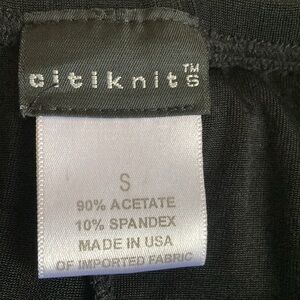 citiknits™
S
90% ACETATE
10% SPANDEX
MADE IN USA
OF IMPORTED FABRIC